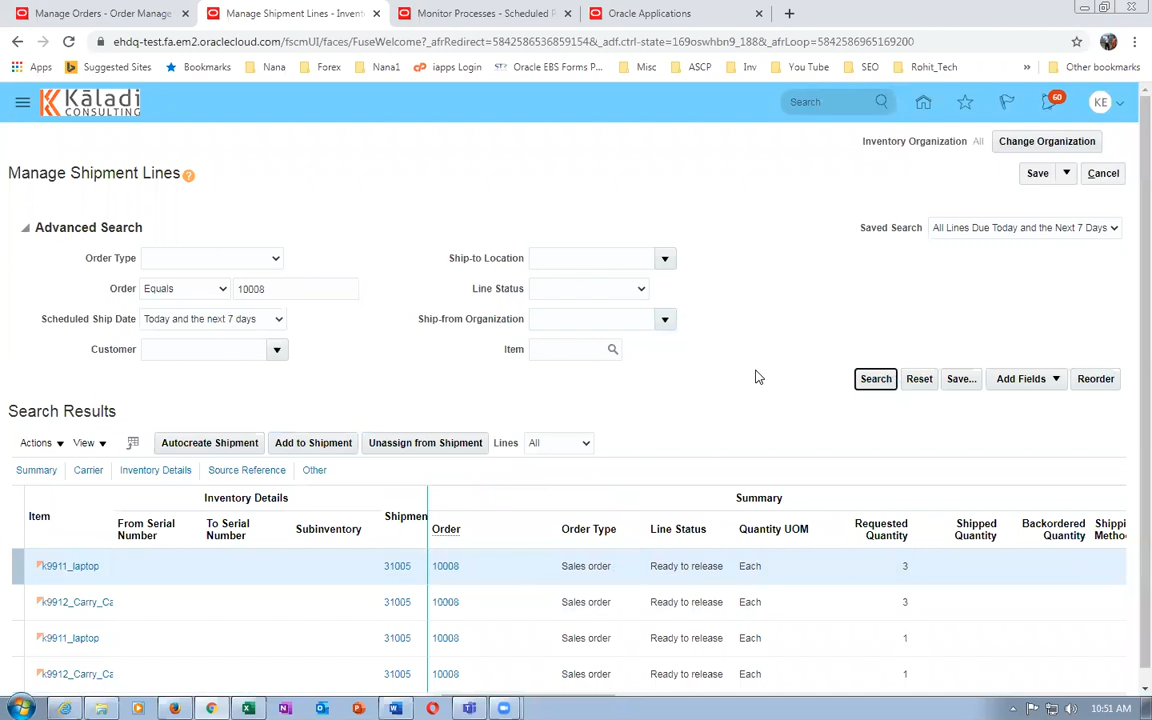 Manage Orders - Order Manage
Manage Shipment Lines - Invent
Monitor Processes - Scheduled P
Oracle Applications
ehdq-test.fa.em2.oraclecloud.com/fscmUI/faces/FuseWelcome?_afrRedirect=5842586536859154&_adf.ctrl-state=169oswhbn9_188&_afrLoop=5842586965169200
Apps Suggested Sites Bookmarks Nana Forex Nana1 iapps Login Oracle EBS Forms P... Misc ASCP Inv You Tube SEO Rohit_Tech » Other bookmarks
Kaladi CONSULTING
Search
60
KE
Inventory Organization All Change Organization
Manage Shipment Lines ?
Save Cancel
Advanced Search
Saved Search All Lines Due Today and the Next 7 Days
Order Type
Ship-to Location
Order Equals 10008
Line Status
Scheduled Ship Date Today and the next 7 days
Ship-from Organization
Customer
Item
Search Reset Save... Add Fields Reorder
Search Results
Actions View Autocreate Shipment Add to Shipment Unassign from Shipment Lines All
Summary Carrier Inventory Details Source Reference Other
Inventory Details Summary
Item From Serial Number To Serial Number Subinventory Shipmen Order Order Type Line Status Quantity UOM Requested Quantity Shipped Quantity Backordered Quantity Shippi Metho
k9911_laptop 31005 10008 Sales order Ready to release Each 3
k9912_Carry_Ca 31005 10008 Sales order Ready to release Each 3
k9911_laptop 31005 10008 Sales order Ready to release Each 1
k9912_Carry_Ca 31005 10008 Sales order Ready to release Each 1
10:51 AM